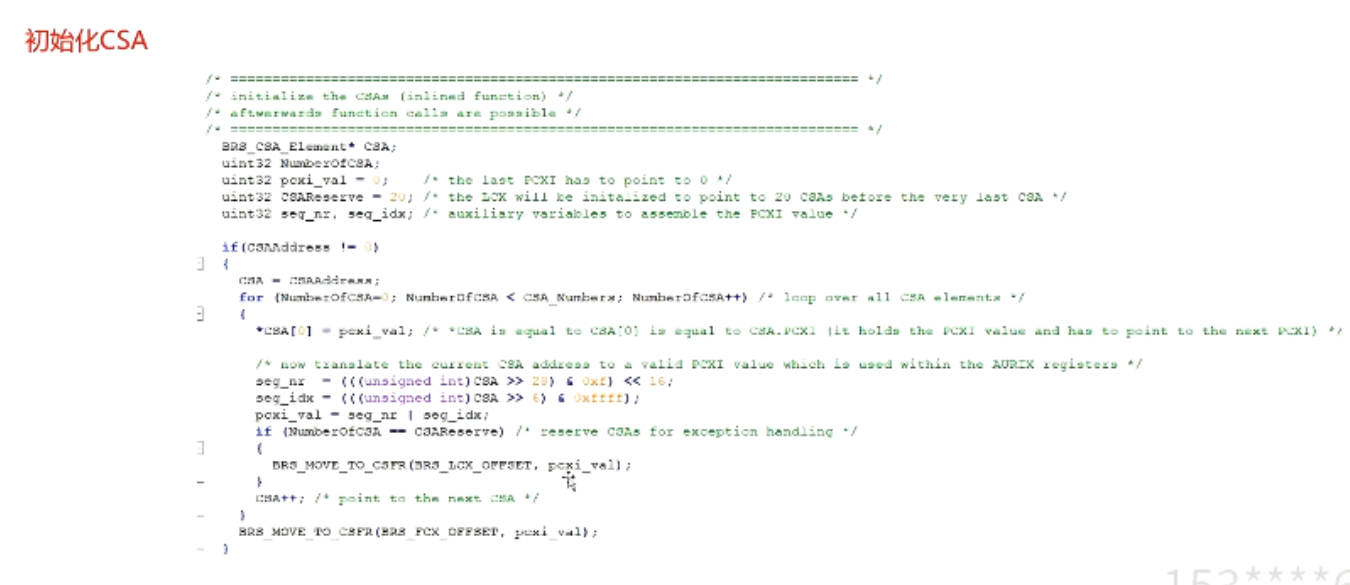 初始化CSA
/* ======================================================================= */
/* initialize the CSAs (inlined function) */
/* aftwerwards function calls are possible */
/* ======================================================================= */
BRS_CSA_Element* CSA;
uint32 NumberOfCSA;
uint32 pcxi_val = 0; /* the last PCXI has to point to 0 */
uint32 CSAReserve = 20; /* the LCX will be initalized to point to 20 CSAs before the very last CSA */
uint32 seg_nr, seg_idx; /* auxiliary variables to assemble the PCXI value */
if(CSAAddress != 0)
{
CSA = CSAAddress;
for (NumberOfCSA=0; NumberOfCSA < CSA_Numbers; NumberOfCSA++) /* loop over all CSA elements */
{
*CSA[0] = pcxi_val; /* *CSA is equal to CSA[0] is equal to CSA.PCXI (it holds the PCXI value and has to point to the next PCXI) */
/* now translate the current CSA address to a valid PCXI value which is used within the AURIX registers */
seg_nr = (((unsigned int)CSA >> 28) & 0xf) << 16;
seg_idx = (((unsigned int)CSA >> 6) & 0xffff);
pcxi_val = seg_nr | seg_idx;
if (NumberOfCSA == CSAReserve) /* reserve CSAs for exception handling */
{
BRS_MOVE_TO_CSFR(BRS_LCX_OFFSET, pcxi_val);
}
CSA++; /* point to the next CSA */
}
BRS_MOVE_TO_CSFR(BRS_FCX_OFFSET, pcxi_val);
}